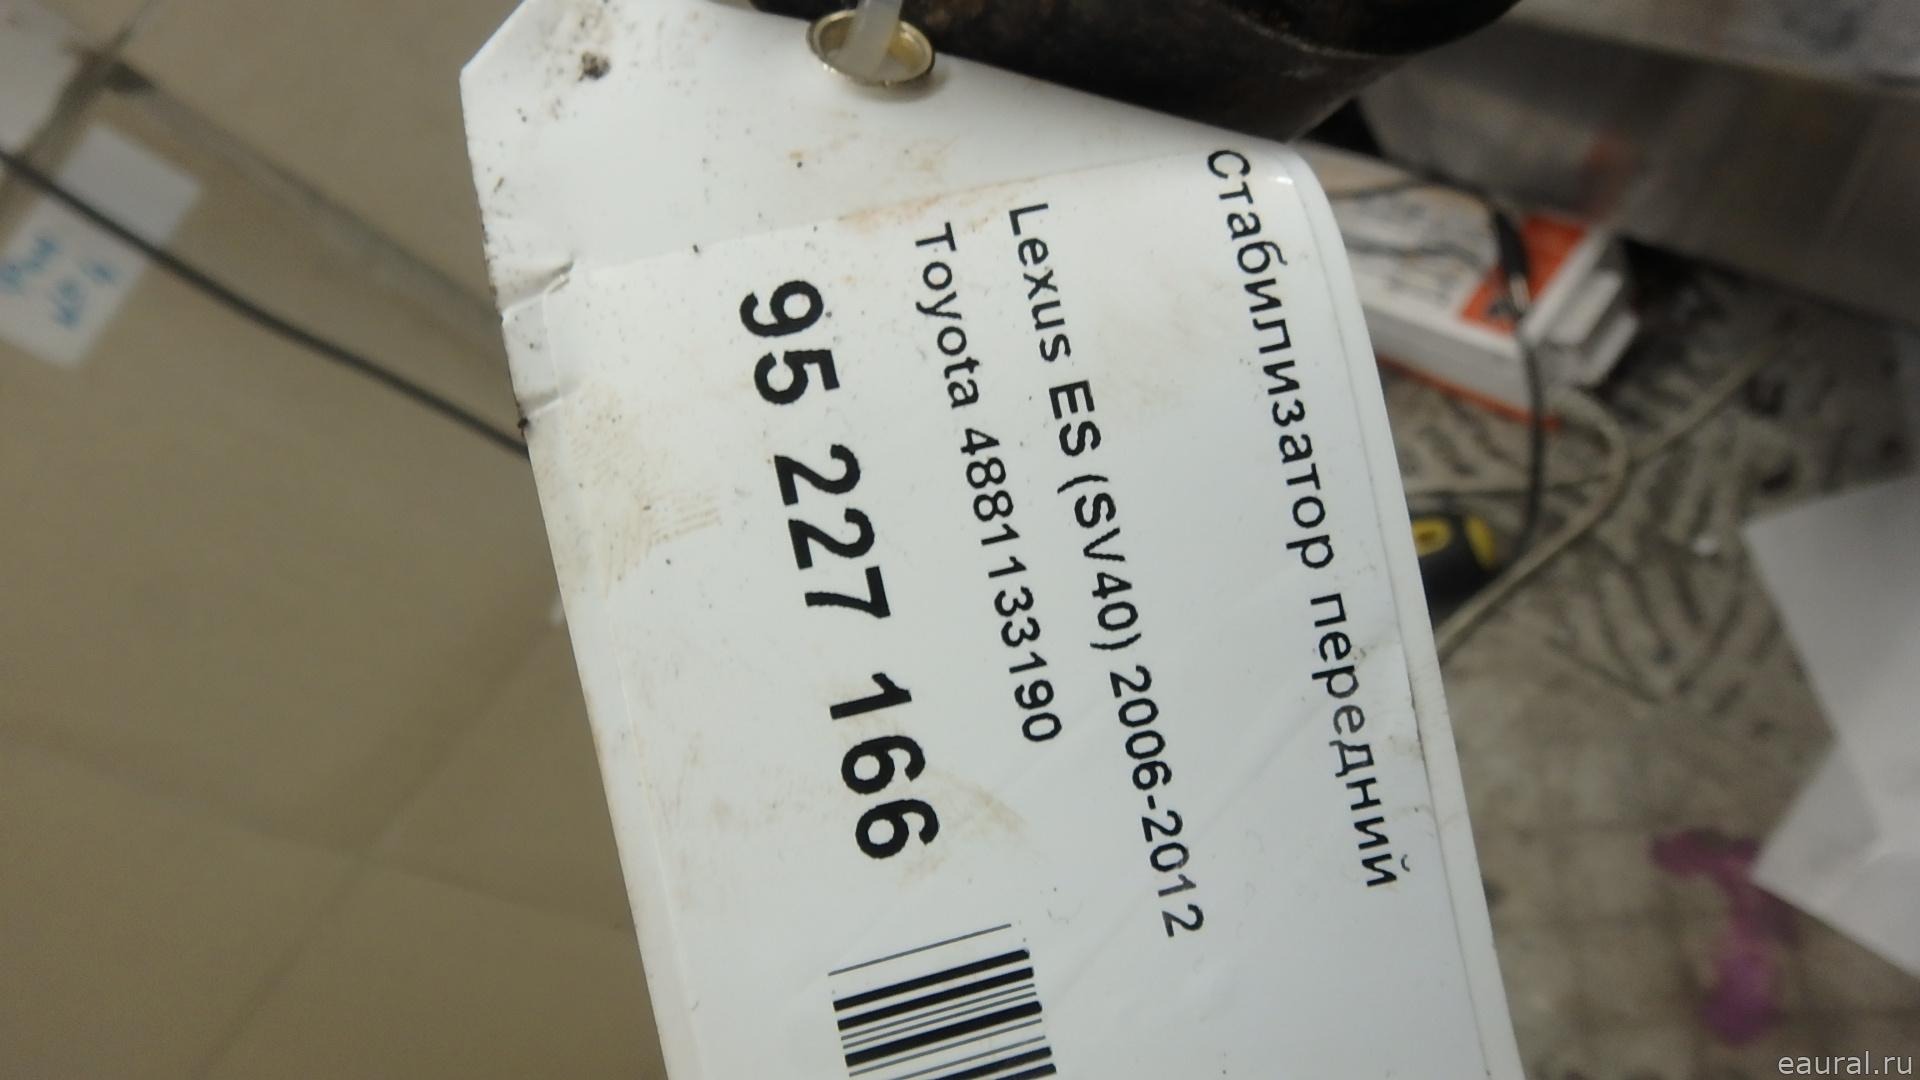 Стабилизатор передний
Lexus ES (SV40) 2006-2012
Toyota 4881133190
95 227 166
eaural.ru